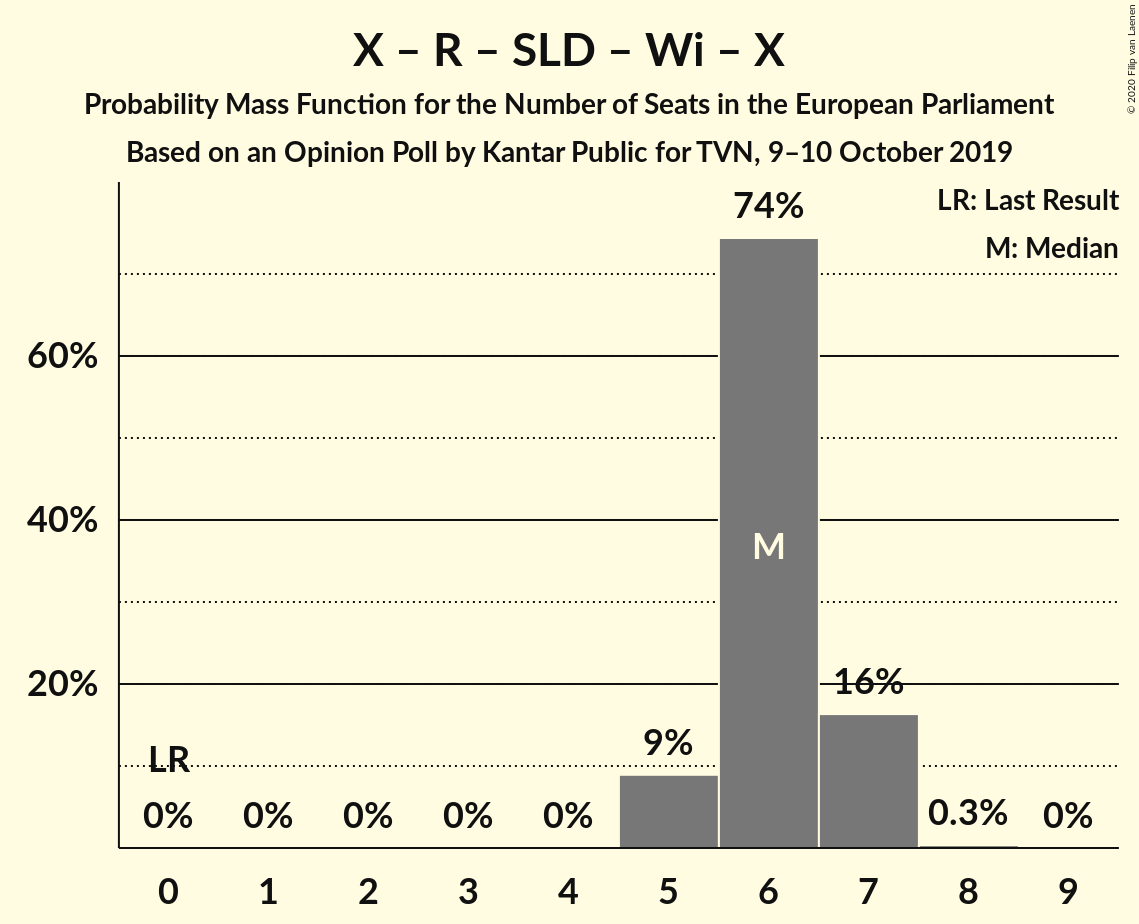 X – R – SLD – Wi – X
Probability Mass Function for the Number of Seats in the European Parliament
Based on an Opinion Poll by Kantar Public for TVN, 9–10 October 2019
© 2020 Filip van Laenen
LR: Last Result
M: Median
74%
60%
40%
M
20%
16%
9%
LR
0% 0% 0% 0% 0% 0.3% 0%
0 1 2 3 4 5 6 7 8 9